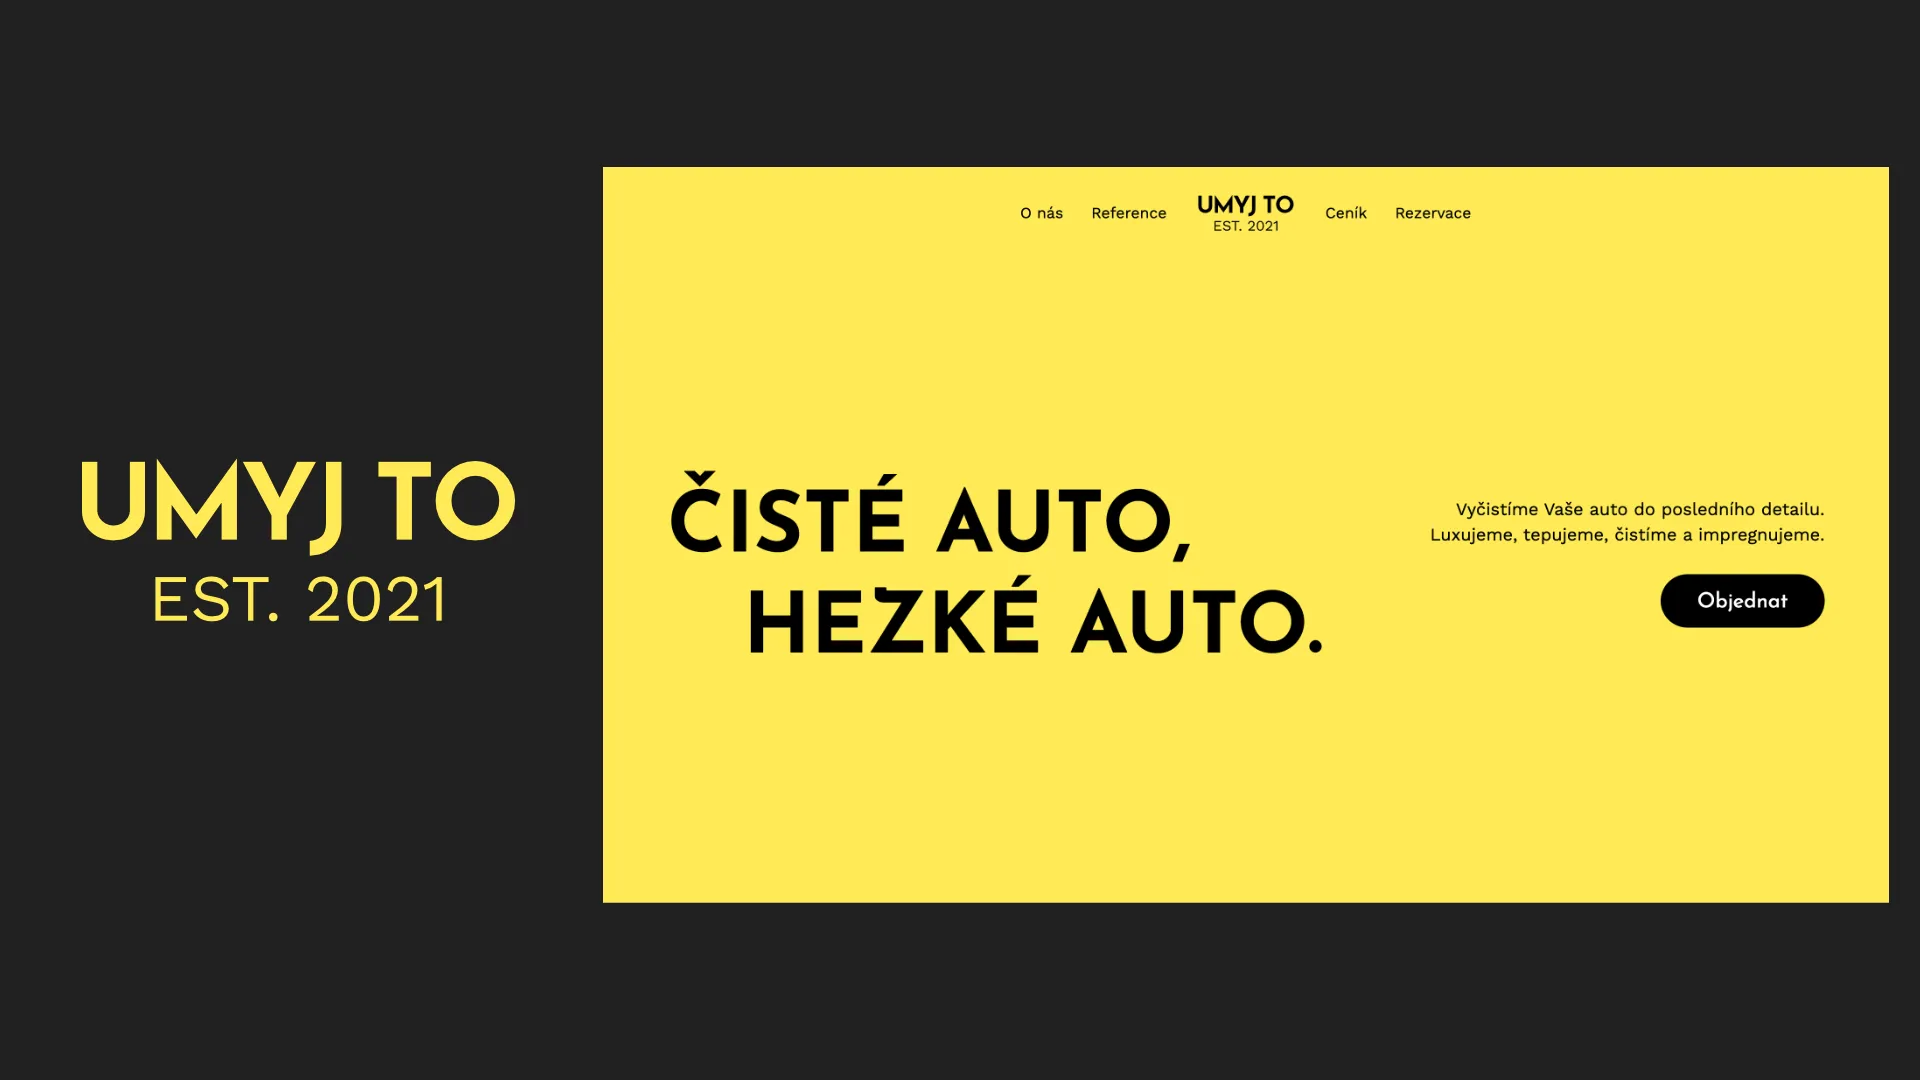 UMYJ TO
EST. 2021
O nás
Reference
UMYJ TO
EST. 2021
Ceník
Rezervace
ČISTÉ AUTO,
HEZKÉ AUTO.
Vyčistíme Vaše auto do posledního detailu.
Luxujeme, tepujeme, čistíme a impregnujeme.
Objednat